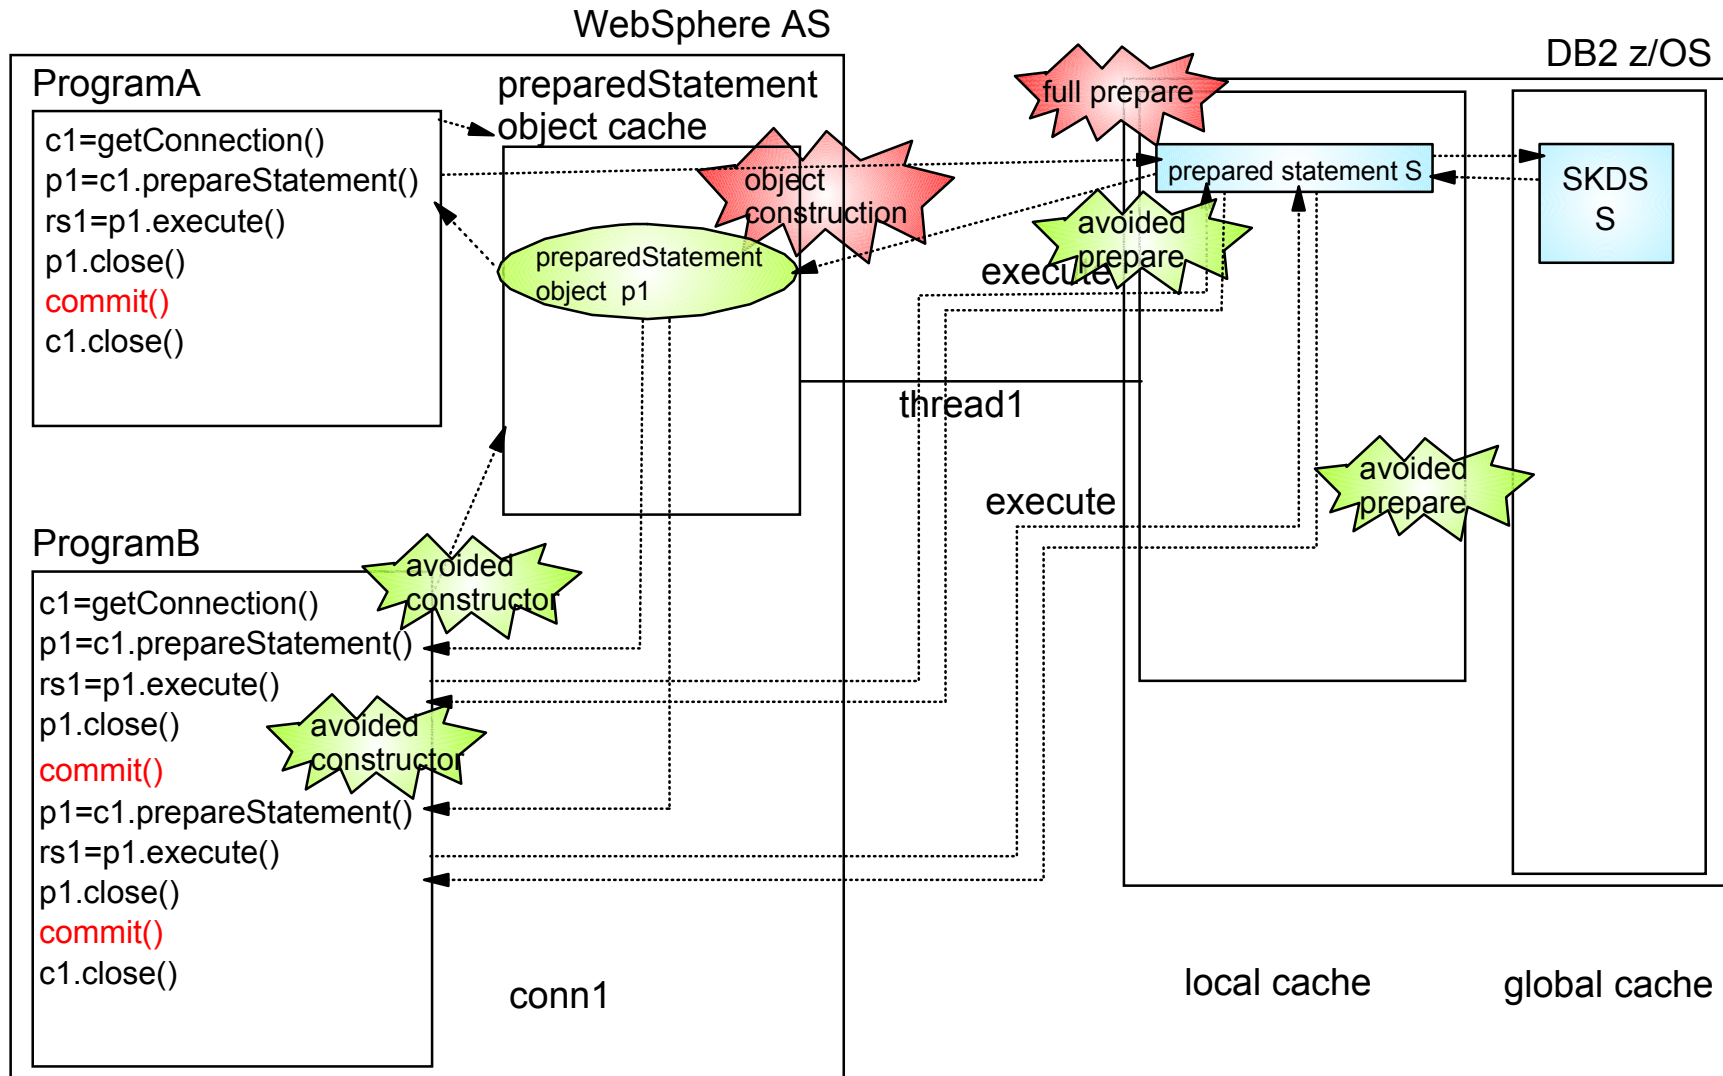 WebSphere AS
DB2 z/OS
ProgramA
c1=getConnection()
p1=c1.prepareStatement()
rs1=p1.execute()
p1.close()
commit()
c1.close()
preparedStatement
object cache
object
construction
preparedStatement
object p1
full prepare
prepared statement S
SKDS
S
avoided
prepare
execute
thread1
execute
avoided
prepare
ProgramB
avoided
constructor
c1=getConnection()
p1=c1.prepareStatement()
rs1=p1.execute()
p1.close()
avoided
constructor
commit()
p1=c1.prepareStatement()
rs1=p1.execute()
p1.close()
commit()
c1.close()
conn1
local cache
global cache